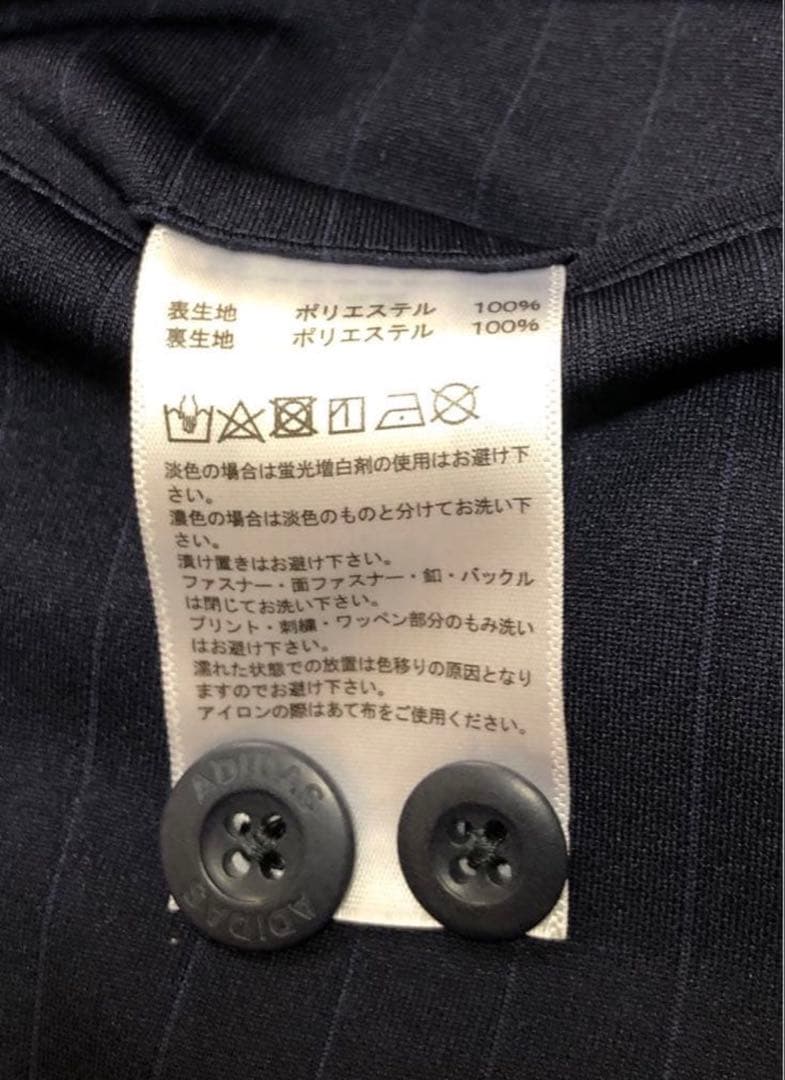 表生地 ポリエステル 100%
裏生地 ポリエステル 100%
淡色の場合は蛍光増白剤の使用はお避け下
さい。
濃色の場合は淡色のものと分けてお洗い下
さい。
漬け置きはお避け下さい。
ファスナー・面ファスナー・釦・バックル
は閉じてお洗い下さい。
プリント・刺繍・ワッペン部分のもみ洗い
はお避け下さい。
濡れた状態での放置は色移りの原因となり
ますのでお避け下さい。
アイロンの際はあて布をご使用ください。
ADIDAS
ADIDAS